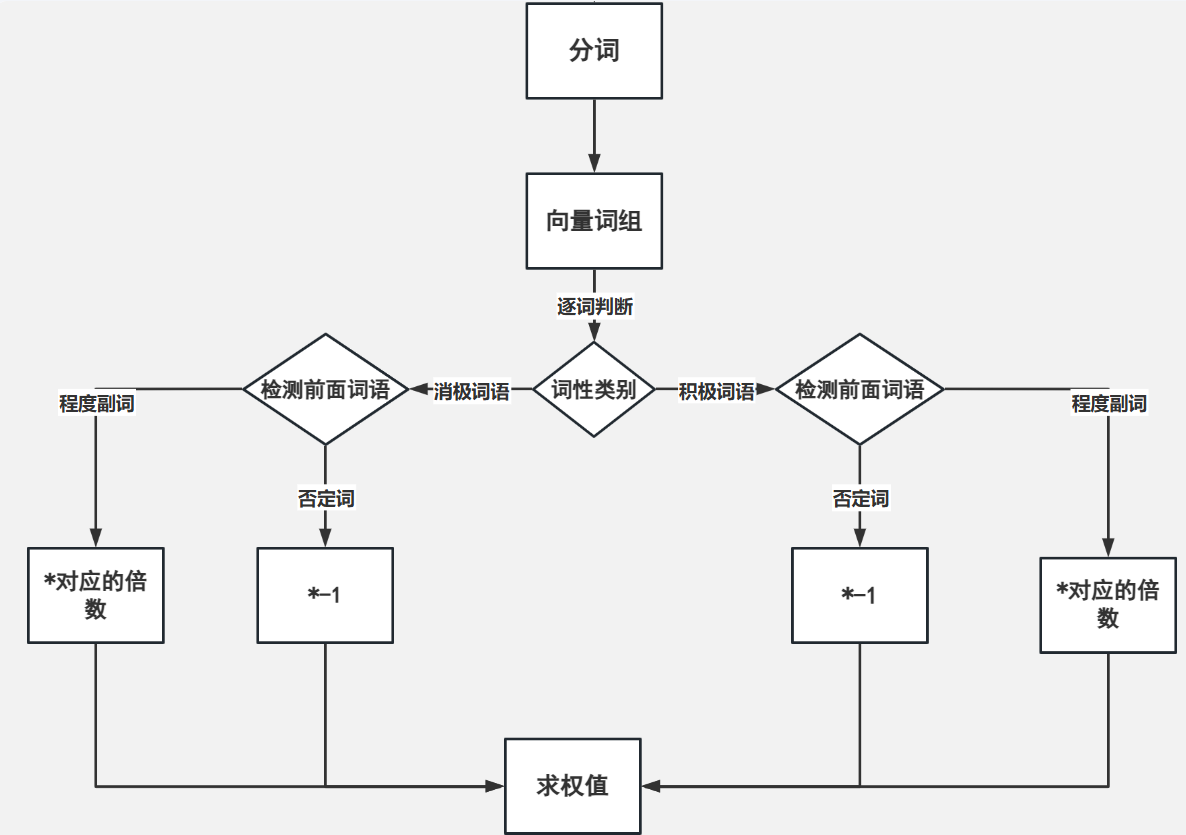 分词
向量词组
逐词判断
检测前面词语
消极词语
词性类别
积极词语
检测前面词语
程度副词
程度副词
否定词
否定词
*对应的倍
数
*-1
*-1
*对应的倍
数
求权值